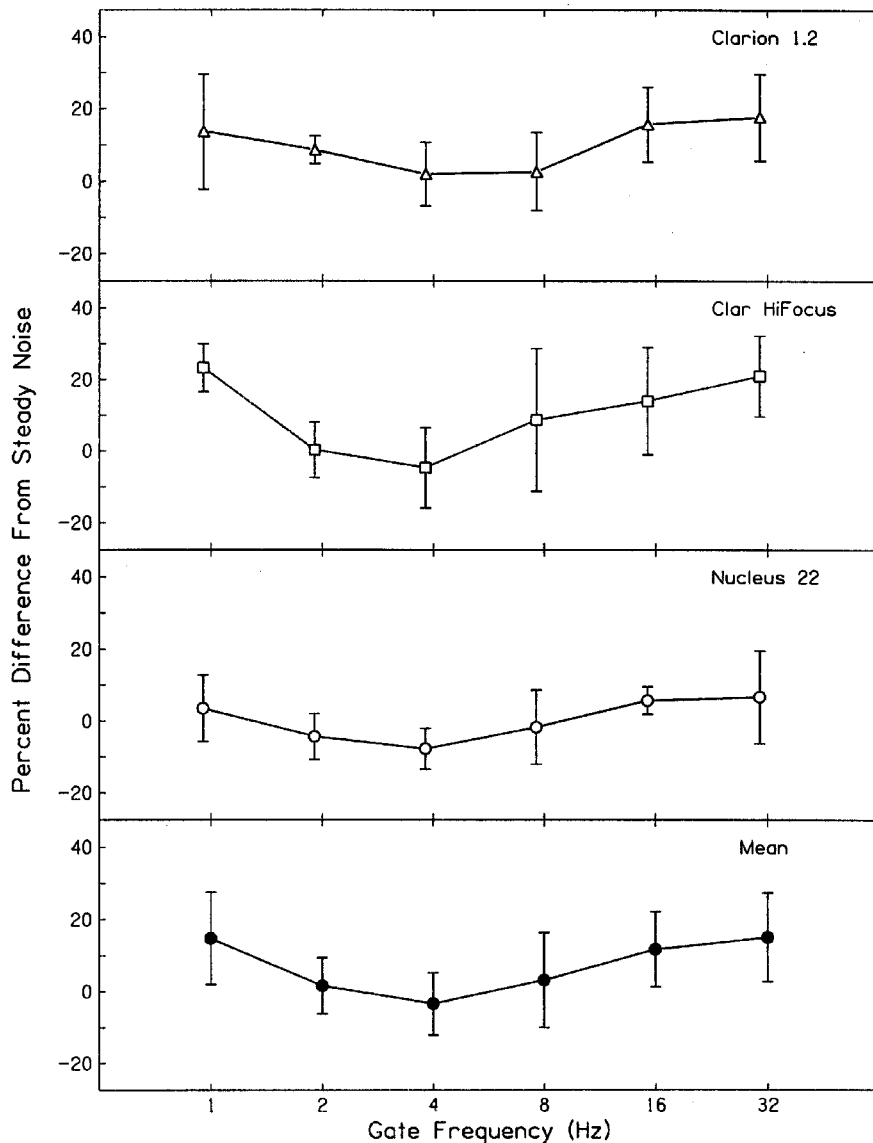 Clarion 1.2
40
20
0
-20
Clar HiFocus
40
20
0
-20
Nucleus 22
40
20
0
-20
Mean
40
20
0
-20
Percent Difference From Steady Noise
1 2 4 8 16 32
Gate Frequency (Hz)